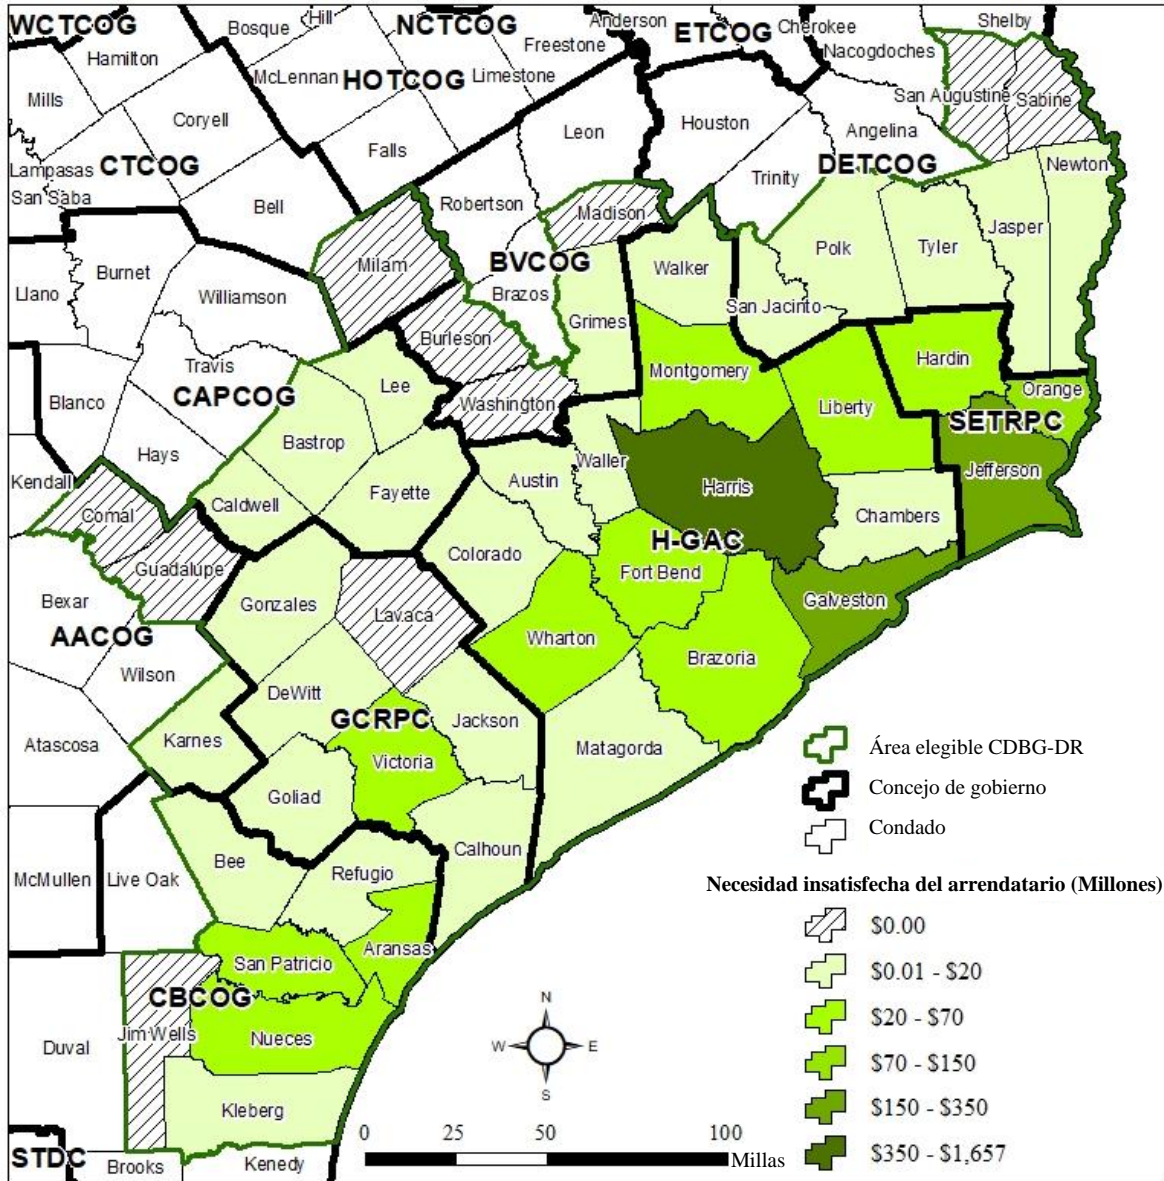 WCTCOG
Hill
Bosque
NCTCOG
Anderson
Cherokee
Shelby
Hamilton
Freestone
ETCOG
Nacogdoches
McLennan
HOTCOG
Limestone
Mills
San Augustine
Sabine
Coryell
Leon
Houston
Angelina
Falls
Lampasas
CTCOG
DETCOG
Newton
San Saba
Trinity
Bell
Robertson
Madison
Jasper
Milam
BVCOG
Polk
Tyler
Burnet
Walker
Llano
Williamson
Brazos
San Jacinto
Burleson
Grimes
Travis
Lee
Montgomery
Hardin
Blanco
CAPCOG
Washington
Liberty
Orange
Bastrop
SETRPC
Hays
Waller
Jefferson
Kendall
Austin
Harris
Comal
Caldwell
Fayette
Chambers
H-GAC
Colorado
Guadalupe
Fort Bend
Bexar
Gonzales
Lavaca
Galveston
AACOG
Wharton
Wilson
Brazoria
DeWitt
GCRPC
Jackson
Karnes
Atascosa
Victoria
Matagorda
Goliad
Calhoun
Bee
Refugio
McMullen
Live Oak
Aransas
San Patricio
CBCOG
Jim Wells
Nueces
Duval
Kleberg
STDC
Brooks
Kenedy
Área elegible CDBG-DR
Concejo de gobierno
Condado
Necesidad insatisfecha del arrendatario (Millones)
$0.00
$0.01 - $20
$20 - $70
$70 - $150
$150 - $350
$350 - $1,657
N
W
E
S
0 25 50 100
Millas